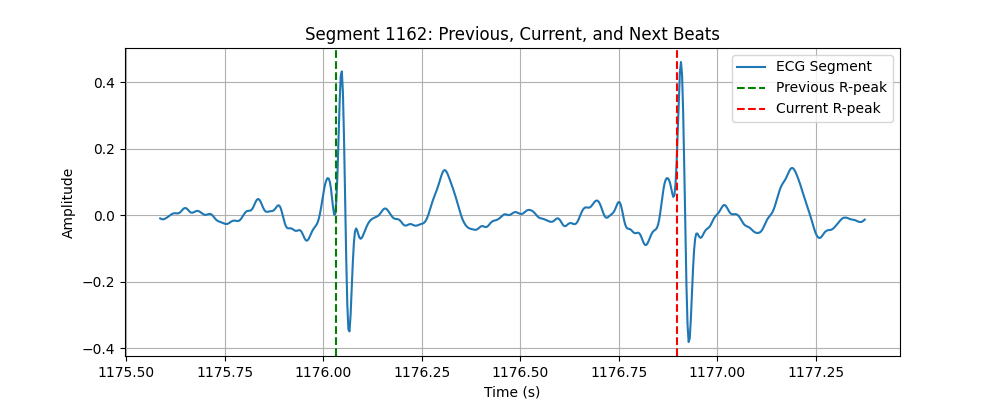 Segment 1162: Previous, Current, and Next Beats
ECG Segment
Previous R-peak
Current R-peak
0.4
0.2
0.0
−0.2
−0.4
Amplitude
1175.50 1175.75 1176.00 1176.25 1176.50 1176.75 1177.00 1177.25
Time (s)